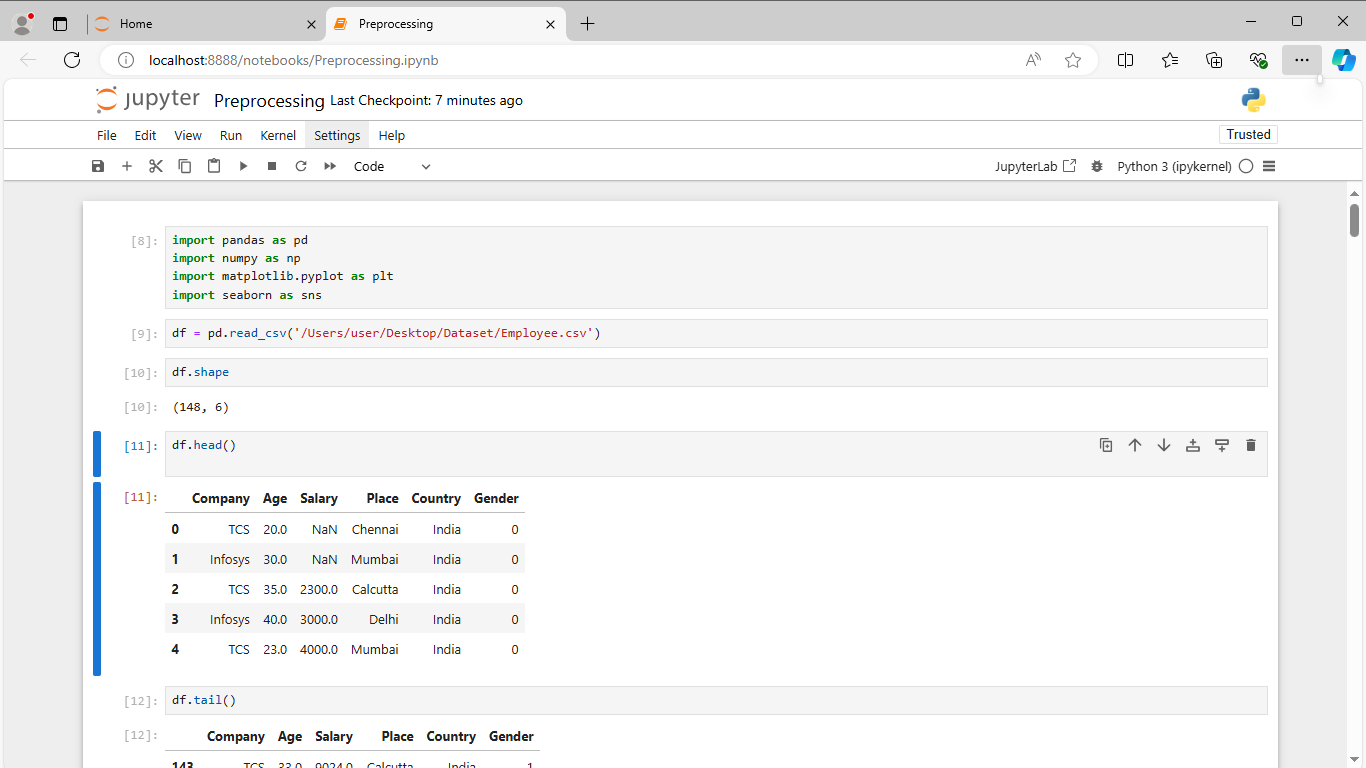 Home
Preprocessing
localhost:8888/notebooks/Preprocessing.ipynb
jupyter Preprocessing Last Checkpoint: 7 minutes ago
File Edit View Run Kernel Settings Help
Trusted
Code
JupyterLab
Python 3 (ipykernel)
[8]: import pandas as pd
import numpy as np
import matplotlib.pyplot as plt
import seaborn as sns
[9]: df = pd.read_csv('/Users/user/Desktop/Dataset/Employee.csv')
[10]: df.shape
[10]: (148, 6)
[11]: df.head()
[11]: Company Age Salary Place Country Gender
0 TCS 20.0 NaN Chennai India 0
1 Infosys 30.0 NaN Mumbai India 0
2 TCS 35.0 2300.0 Calcutta India 0
3 Infosys 40.0 3000.0 Delhi India 0
4 TCS 23.0 4000.0 Mumbai India 0
[12]: df.tail()
[12]: Company Age Salary Place Country Gender
143 TCS 33.0 9024.0 Calcutta India 1